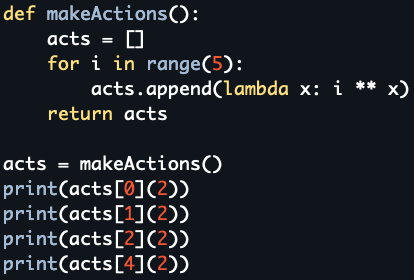 def makeActions():
    acts = []
    for i in range(5):
        acts.append(lambda x: i ** x)
    return acts

acts = makeActions()
print(acts[0](2))
print(acts[1](2))
print(acts[2](2))
print(acts[4](2))